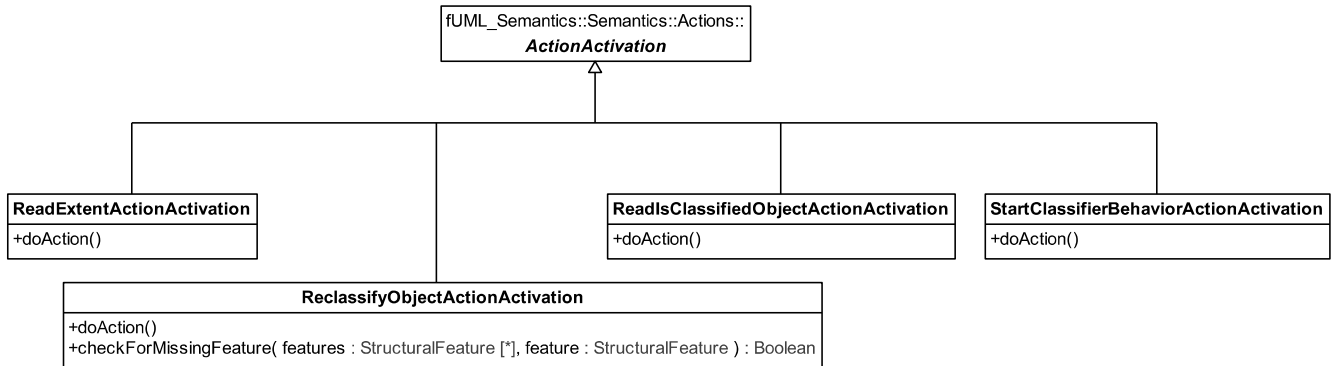 fUML_Semantics::Semantics::Actions::
ActionActivation
ReadExtentActionActivation
+doAction()
ReadIsClassifiedObjectActionActivation
+doAction()
StartClassifierBehaviorActionActivation
+doAction()
ReclassifyObjectActionActivation
+doAction()
+checkForMissingFeature( features : StructuralFeature [*], feature : StructuralFeature ) : Boolean